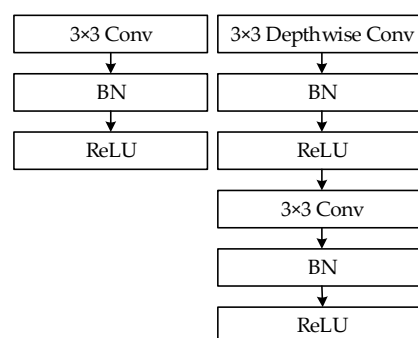 3×3 Conv
BN
ReLU
3×3 Depthwise Conv
BN
ReLU
3×3 Conv
BN
ReLU